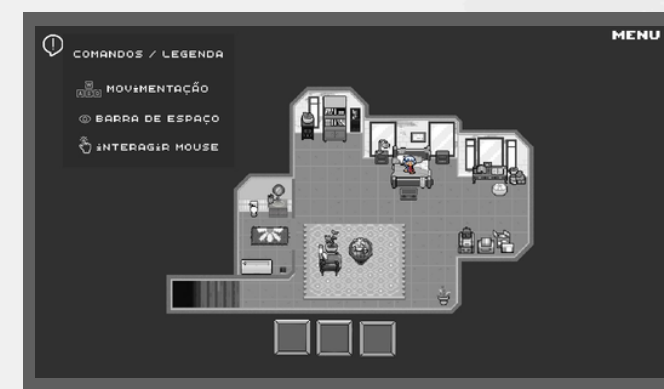 MENU
COMANDOS / LEGENDA
MOViMENTAÇÃO
BARRA DE ESPAÇO
iNTERAGiR MOUSE